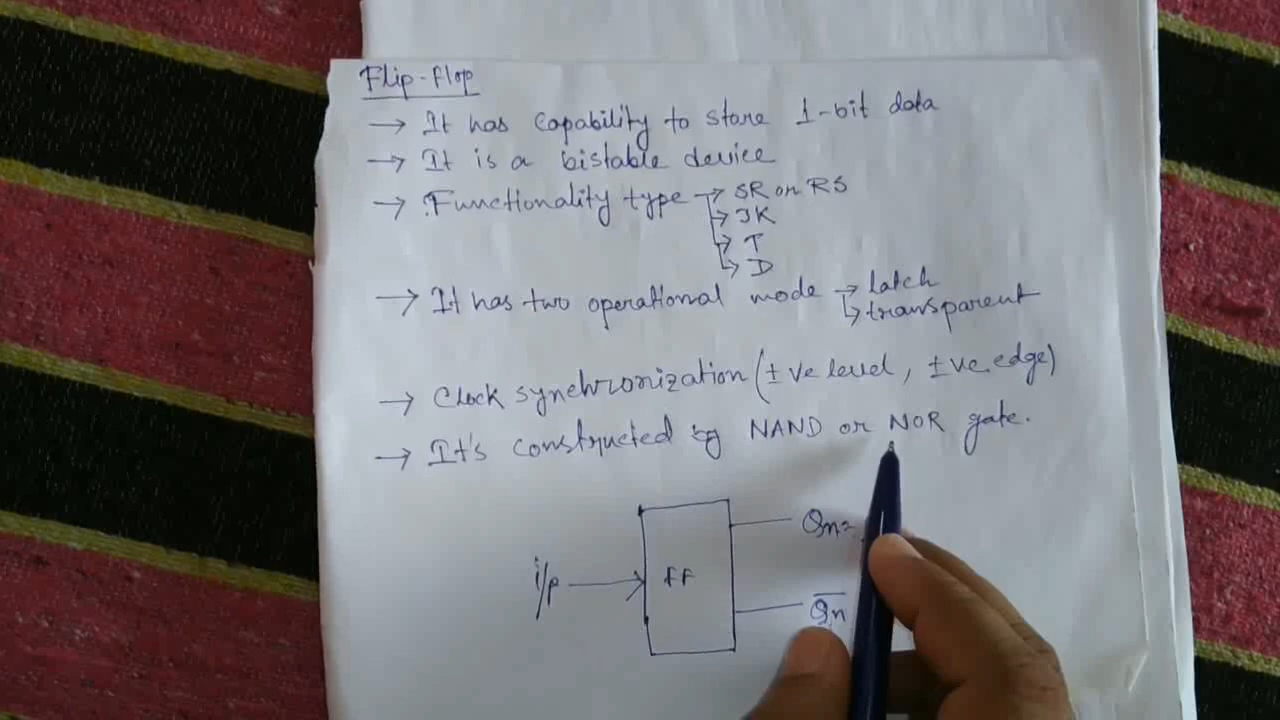 Flip-Flop
→ It has capability to store 1-bit data
→ It is a bistable device
→ Functionality type → SR or RS
→ JK
→ T
→ D
→ It has two operational mode → latch
→ transparent
→ Clock synchronization (± ve level, ± ve edge)
→ It's constructed by NAND or NOR gate.
Qn=
i/p FF
Q̅n